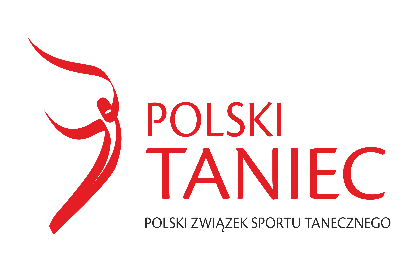 POLSKI
TANIEC
POLSKI ZWIĄZEK SPORTU TANECZNEGO